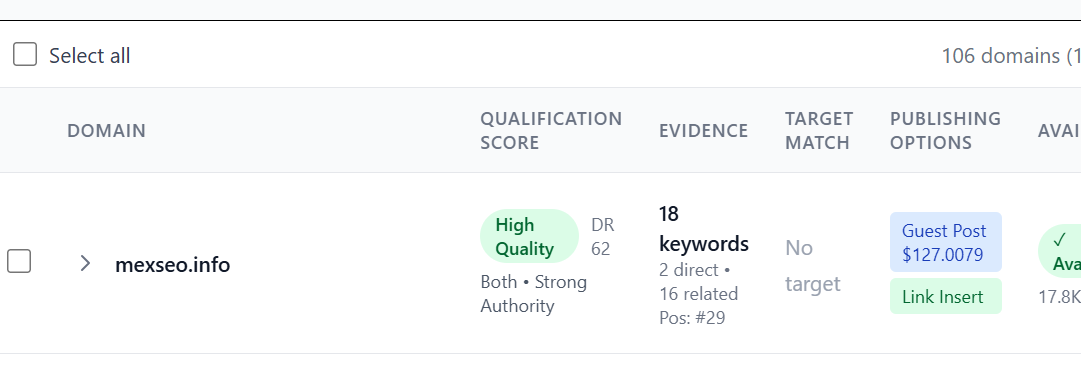 Select all
106 domains (1
DOMAIN
QUALIFICATION
SCORE
EVIDENCE
TARGET
MATCH
PUBLISHING
OPTIONS
AVAI
mexseo.info
High
Quality
DR
62
Both • Strong
Authority
18
keywords
2 direct •
16 related
Pos: #29
No
target
Guest Post
$127.0079
Link Insert
✓
Ava
17.8K